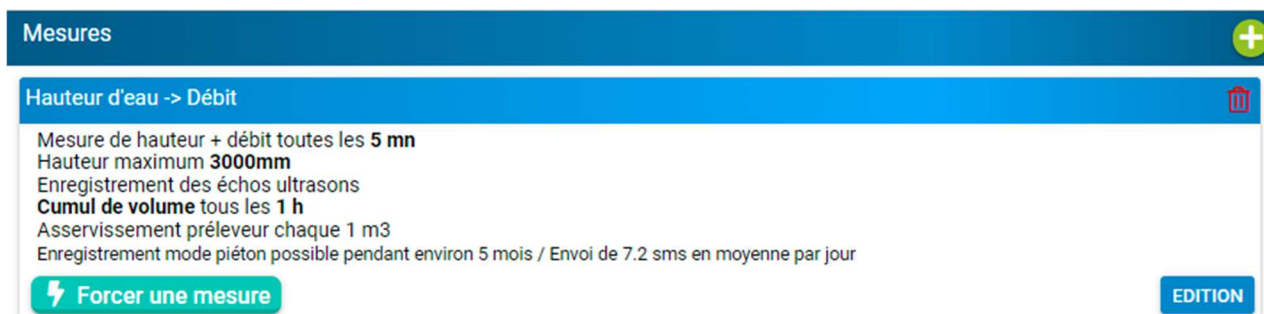 Mesures
Hauteur d'eau -> Débit
Mesure de hauteur + débit toutes les 5 mn
Hauteur maximum 3000mm
Enregistrement des échos ultrasons
Cumul de volume tous les 1 h
Asservissement préleveur chaque 1 m3
Enregistrement mode piéton possible pendant environ 5 mois / Envoi de 7.2 sms en moyenne par jour
Forcer une mesure
EDITION